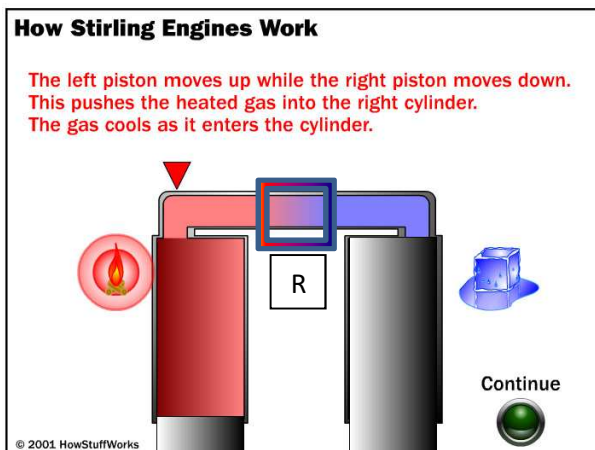 How Stirling Engines Work
The left piston moves up while the right piston moves down.
This pushes the heated gas into the right cylinder.
The gas cools as it enters the cylinder.
R
Continue
© 2001 HowStuffWorks